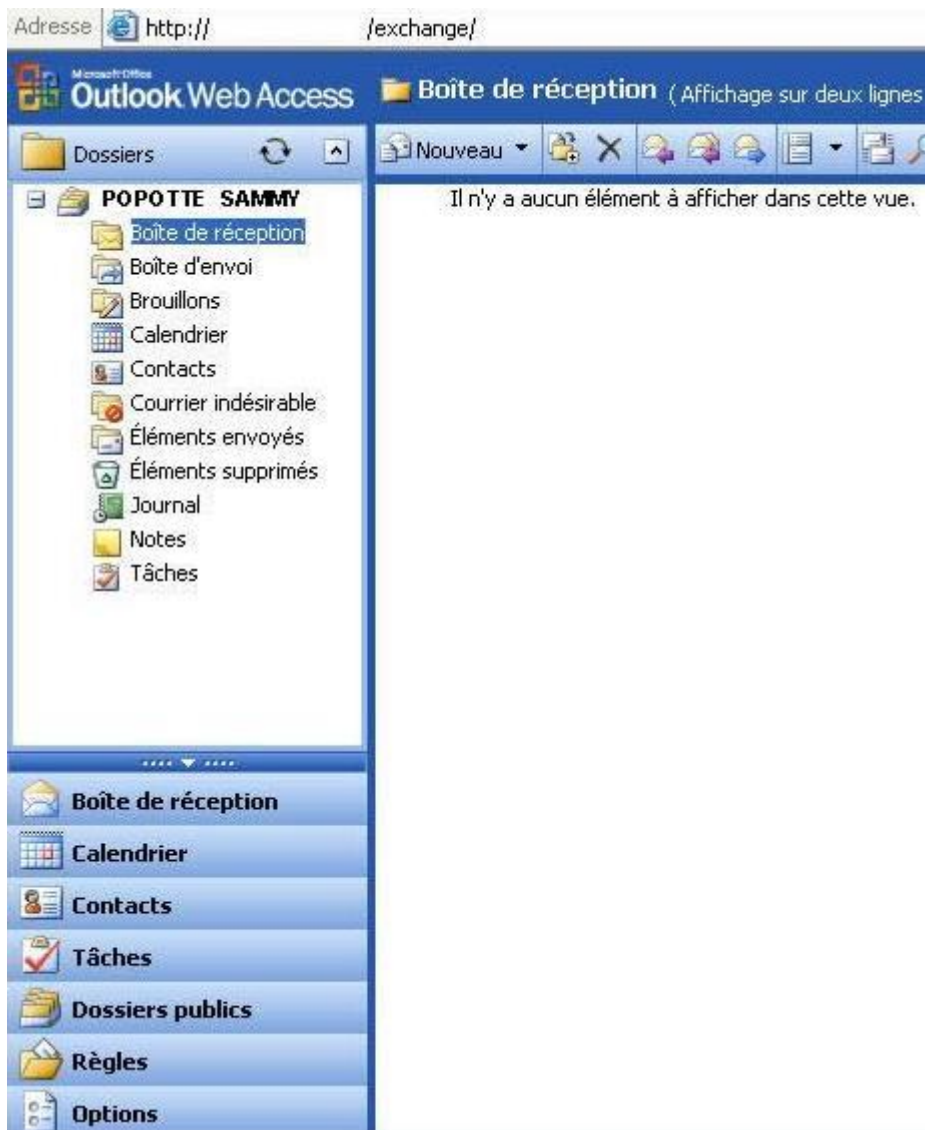 Adresse http:// /exchange/
Microsoft Office
Outlook Web Access
Boîte de réception ( Affichage sur deux lignes
Dossiers
Nouveau
POPOTTE SAMMY
Il n'y a aucun élément à afficher dans cette vue.
Boîte de réception
Boîte d'envoi
Brouillons
Calendrier
Contacts
Courrier indésirable
Éléments envoyés
Éléments supprimés
Journal
Notes
Tâches
Boîte de réception
Calendrier
Contacts
Tâches
Dossiers publics
Règles
Options